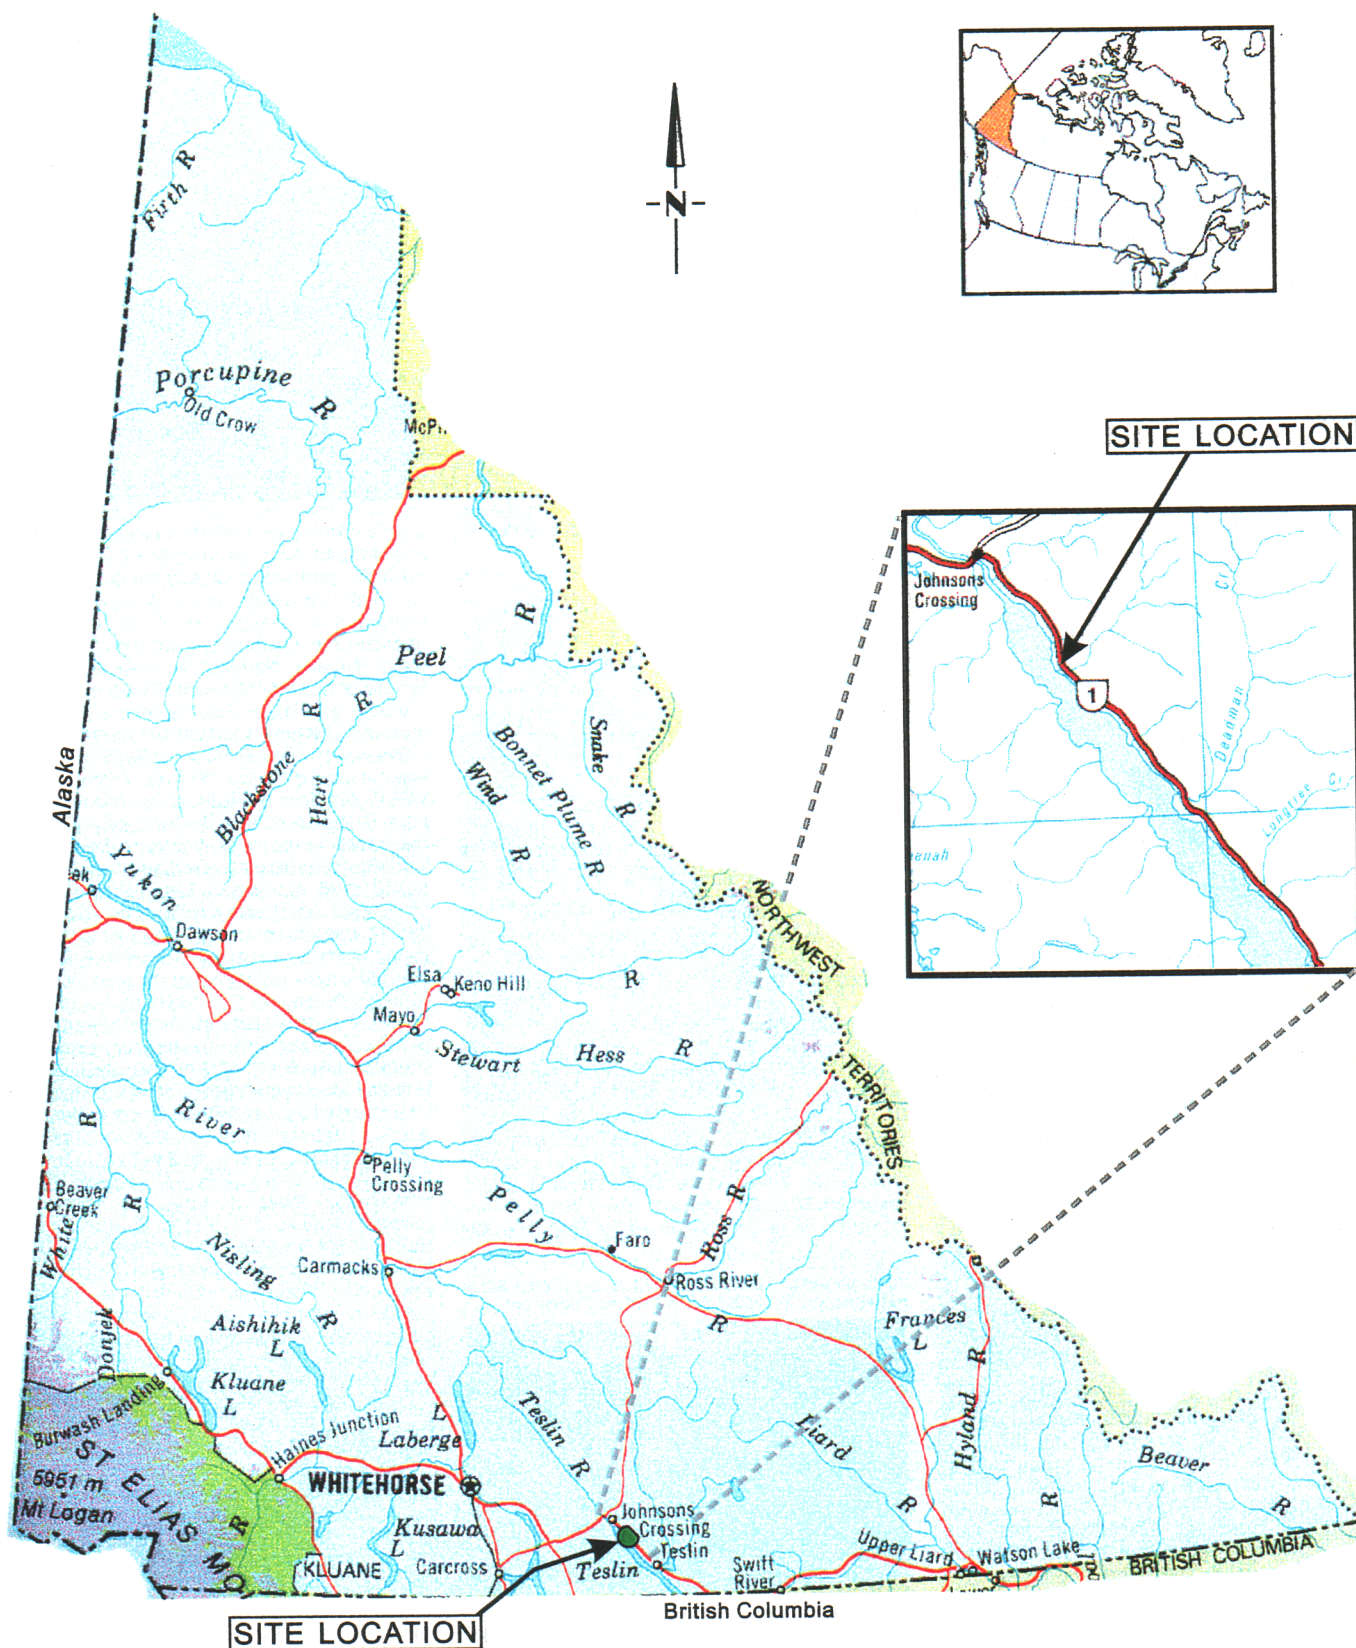 Firth R
N
Porcupine
R
Old Crow
SITE LOCATION
Johnsons
Crossing
Cr
1
Deadman
Peel
R
R
R
Snake
R
Bonnet Plume R
Wind
R
Blackstone
Hart
Alaska
Yukon
Dawson
NORTHWEST
Elsa
Keno Hill
R
Mayo
Stewart
Hess
R
TERRITORIES
River
R
Pelly
Crossing
Beaver
Creek
R
White
Pelly
Faro
Ross
R
Nisling
R
Carmacks
Ross River
R
Frances
L
Aishihik
L
Donjek
Kluane
L
Hyland
R
Burwash Landing
Haines Junction
L
Laberge
Teslin
R
Liard
R
R
Beaver
R
ST ELIAS MO
5951 m
Mt Logan
R
WHITEHORSE
Johnsons
Crossing
Kusawa
L
Teslin
KLUANE
Carcross
Teslin
Swift
River
Upper Liard
Watson Lake
BRITISH COLUMBIA
British Columbia
SITE LOCATION